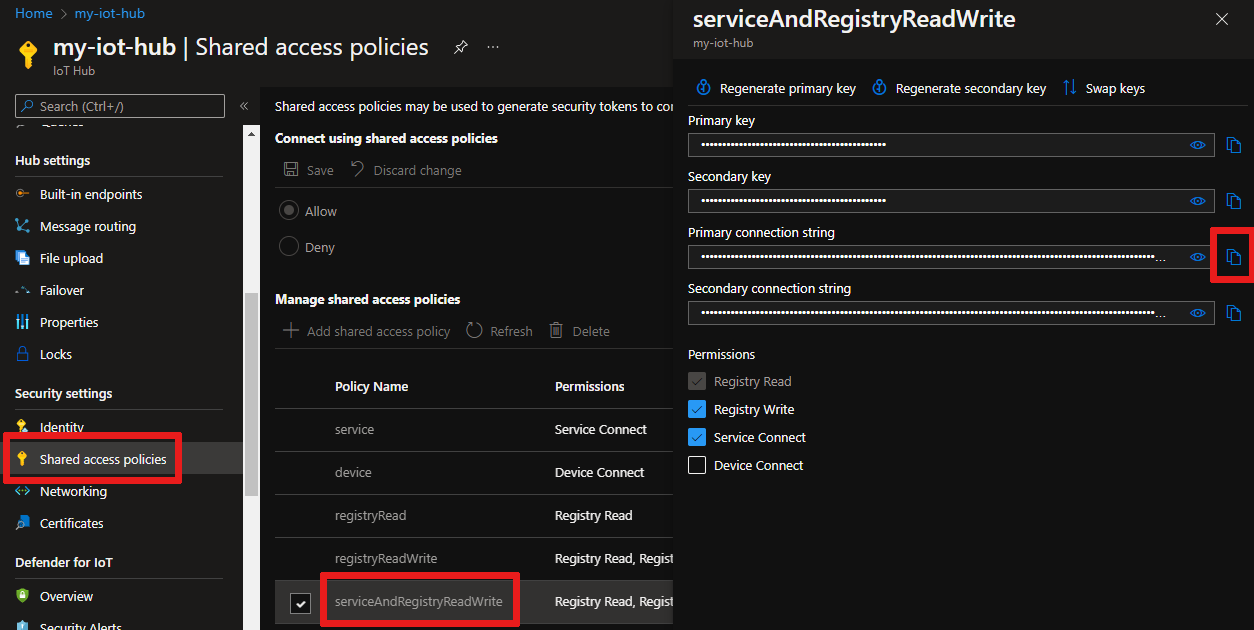 Home > my-iot-hub
my-iot-hub | Shared access policies
IoT Hub
Search (Ctrl+/)
Hub settings
Built-in endpoints
Message routing
File upload
Failover
Properties
Locks
Security settings
Identity
Shared access policies
Networking
Certificates
Defender for IoT
Overview
Security Alerts
Shared access policies may be used to generate security tokens to cor
Connect using shared access policies
Save
Discard change
Allow
Deny
Manage shared access policies
Add shared access policy
Refresh
Delete
Policy Name Permissions
service Service Connect
device Device Connect
registryRead Registry Read
registryReadWrite Registry Read, Regist
serviceAndRegistryReadWrite Registry Read, Regist
serviceAndRegistryReadWrite
my-iot-hub
Regenerate primary key
Regenerate secondary key
Swap keys
Primary key
Secondary key
Primary connection string
Secondary connection string
Permissions
Registry Read
Registry Write
Service Connect
Device Connect